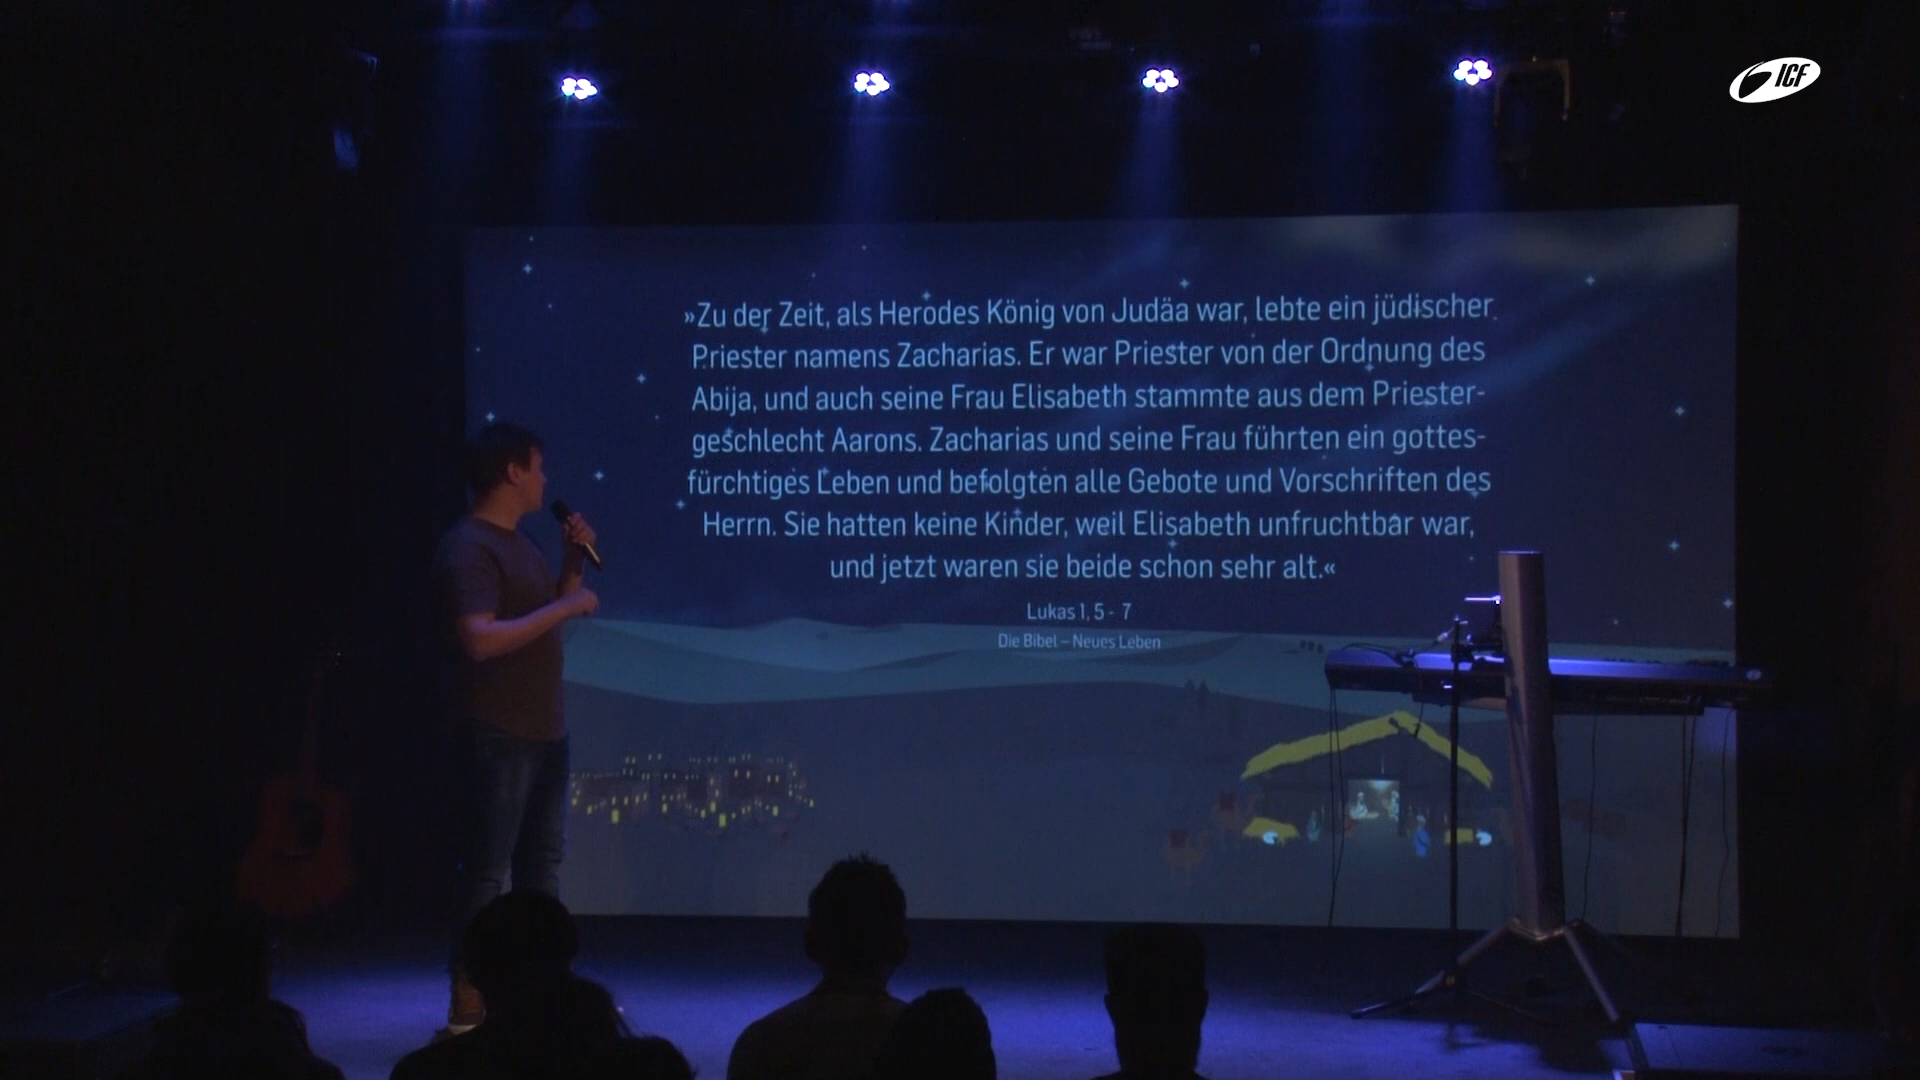 ICF
»Zu der Zeit, als Herodes König von Judäa war, lebte ein jüdischer
Priester namens Zacharias. Er war Priester von der Ordnung des
Abija, und auch seine Frau Elisabeth stammte aus dem Priester-
geschlecht Aarons. Zacharias und seine Frau führten ein gottes-
fürchtiges Leben und befolgten alle Gebote und Vorschriften des
Herrn. Sie hatten keine Kinder, weil Elisabeth unfruchtbar war,
und jetzt waren sie beide schon sehr alt.«
Lukas 1, 5 - 7
Die Bibel – Neues Leben